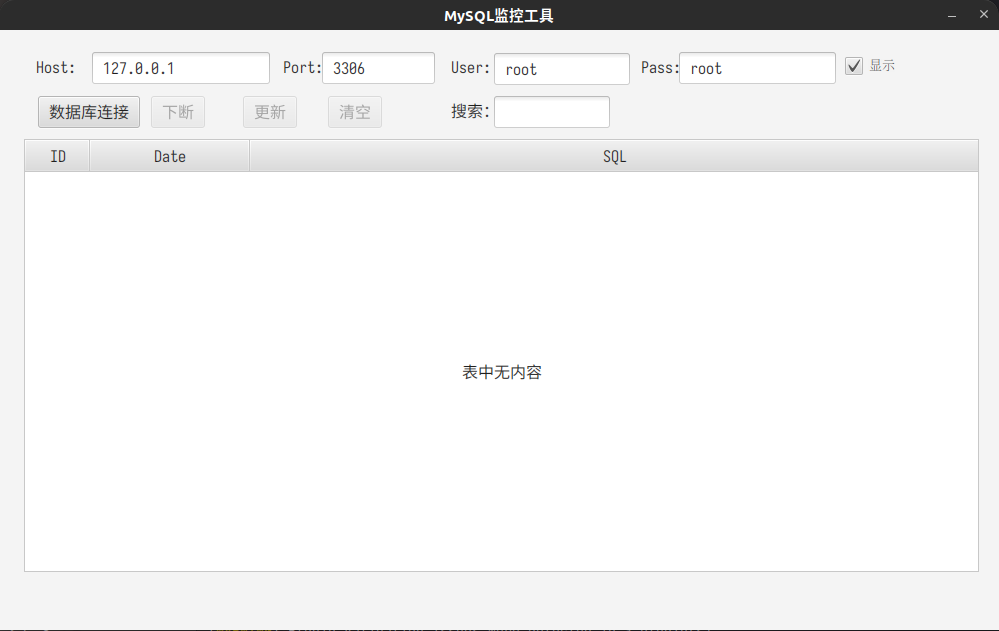 MySQL监控工具
Host: 127.0.0.1 Port: 3306 User: root Pass: root 显示
数据库连接 下断 更新 清空 搜索:
ID Date SQL
表中无内容